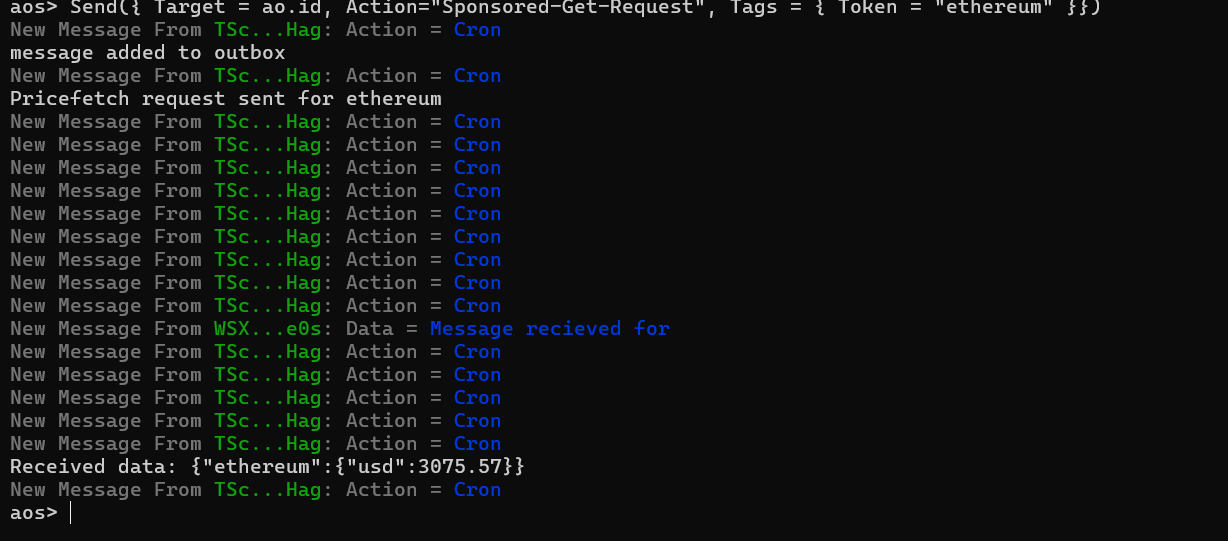 aos> Send({ Target = ao.id, Action="Sponsored-Get-Request", Tags = { Token = "ethereum" }})
New Message From TSc...Hag: Action = Cron
message added to outbox
New Message From TSc...Hag: Action = Cron
Pricefetch request sent for ethereum
New Message From TSc...Hag: Action = Cron
New Message From TSc...Hag: Action = Cron
New Message From TSc...Hag: Action = Cron
New Message From TSc...Hag: Action = Cron
New Message From TSc...Hag: Action = Cron
New Message From TSc...Hag: Action = Cron
New Message From TSc...Hag: Action = Cron
New Message From TSc...Hag: Action = Cron
New Message From TSc...Hag: Action = Cron
New Message From WSX...e0s: Data = Message recieved for
New Message From TSc...Hag: Action = Cron
New Message From TSc...Hag: Action = Cron
New Message From TSc...Hag: Action = Cron
New Message From TSc...Hag: Action = Cron
New Message From TSc...Hag: Action = Cron
Received data: {"ethereum":{"usd":3075.57}}
New Message From TSc...Hag: Action = Cron
aos>